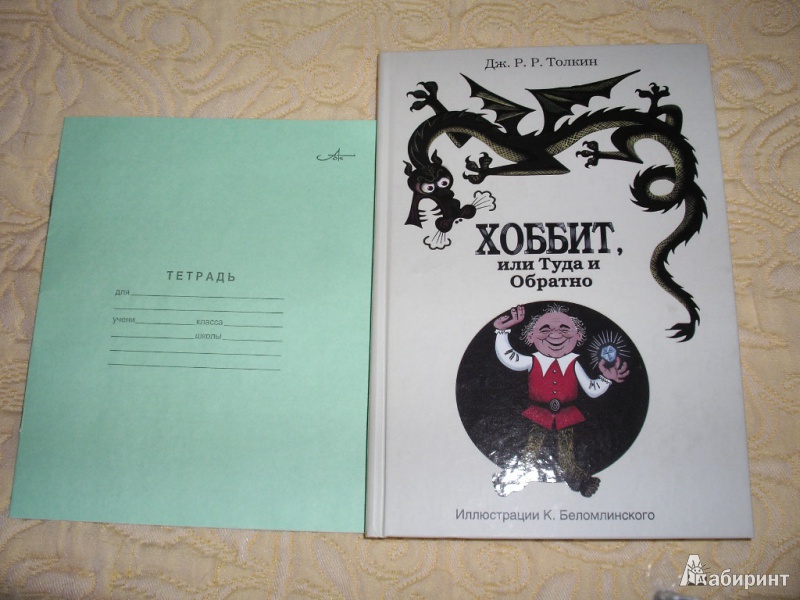 ТЕТРАДЬ
для
учени класса
школы
Дж. Р. Р. Толкин
ХОББИТ,
или Туда и
Обратно
Иллюстрации К. Беломлинского
Лабиринт